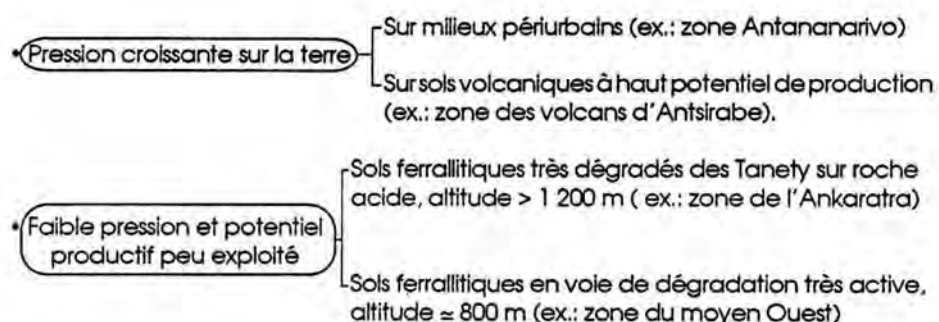 • Pression croissante sur la terre
Sur milieux périurbains (ex.: zone Antananarivo)
Sur sols volcaniques à haut potentiel de production
(ex.: zone des volcans d'Antsirabe).
• Faible pression et potentiel
productif peu exploité
Sols ferrallitiques très dégradés des Tanety sur roche
acide, altitude > 1 200 m ( ex.: zone de l'Ankaratra)
Sols ferrallitiques en voie de dégradation très active,
altitude ≃ 800 m (ex.: zone du moyen Ouest)